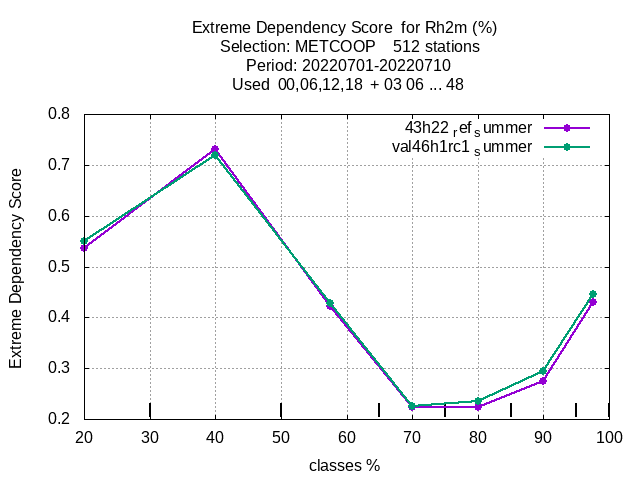 Extreme Dependency Score  for Rh2m (%)
Selection: METCOOP    512 stations
Period: 20220701-20220710
Used  00,06,12,18  + 03 06 ... 48
43h22 ref summer
val46h1rc1 summer
Extreme Dependency Score
0.8
0.7
0.6
0.5
0.4
0.3
0.2
20 30 40 50 60 70 80 90 100
classes %